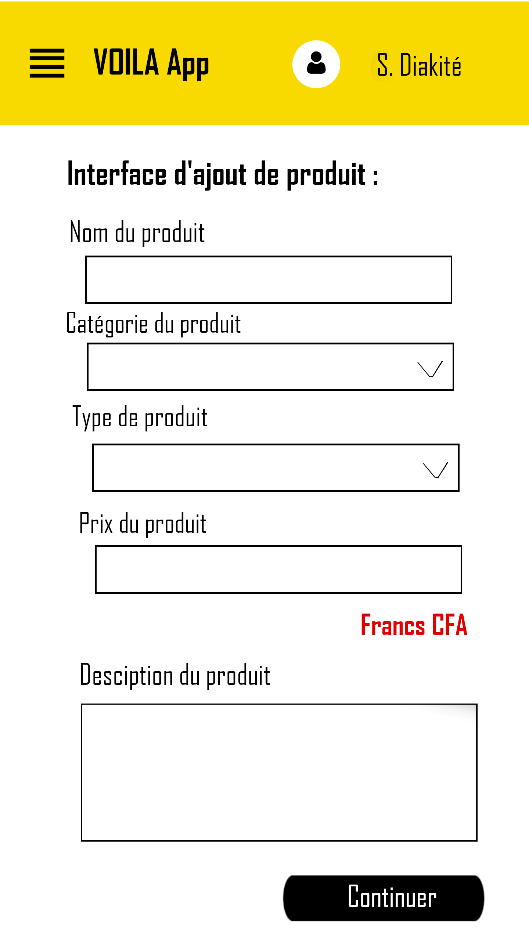 VOILA App
S. Diakité
Interface d'ajout de produit :
Nom du produit
Catégorie du produit
Type de produit
Prix du produit
Francs CFA
Desciption du produit
Continuer